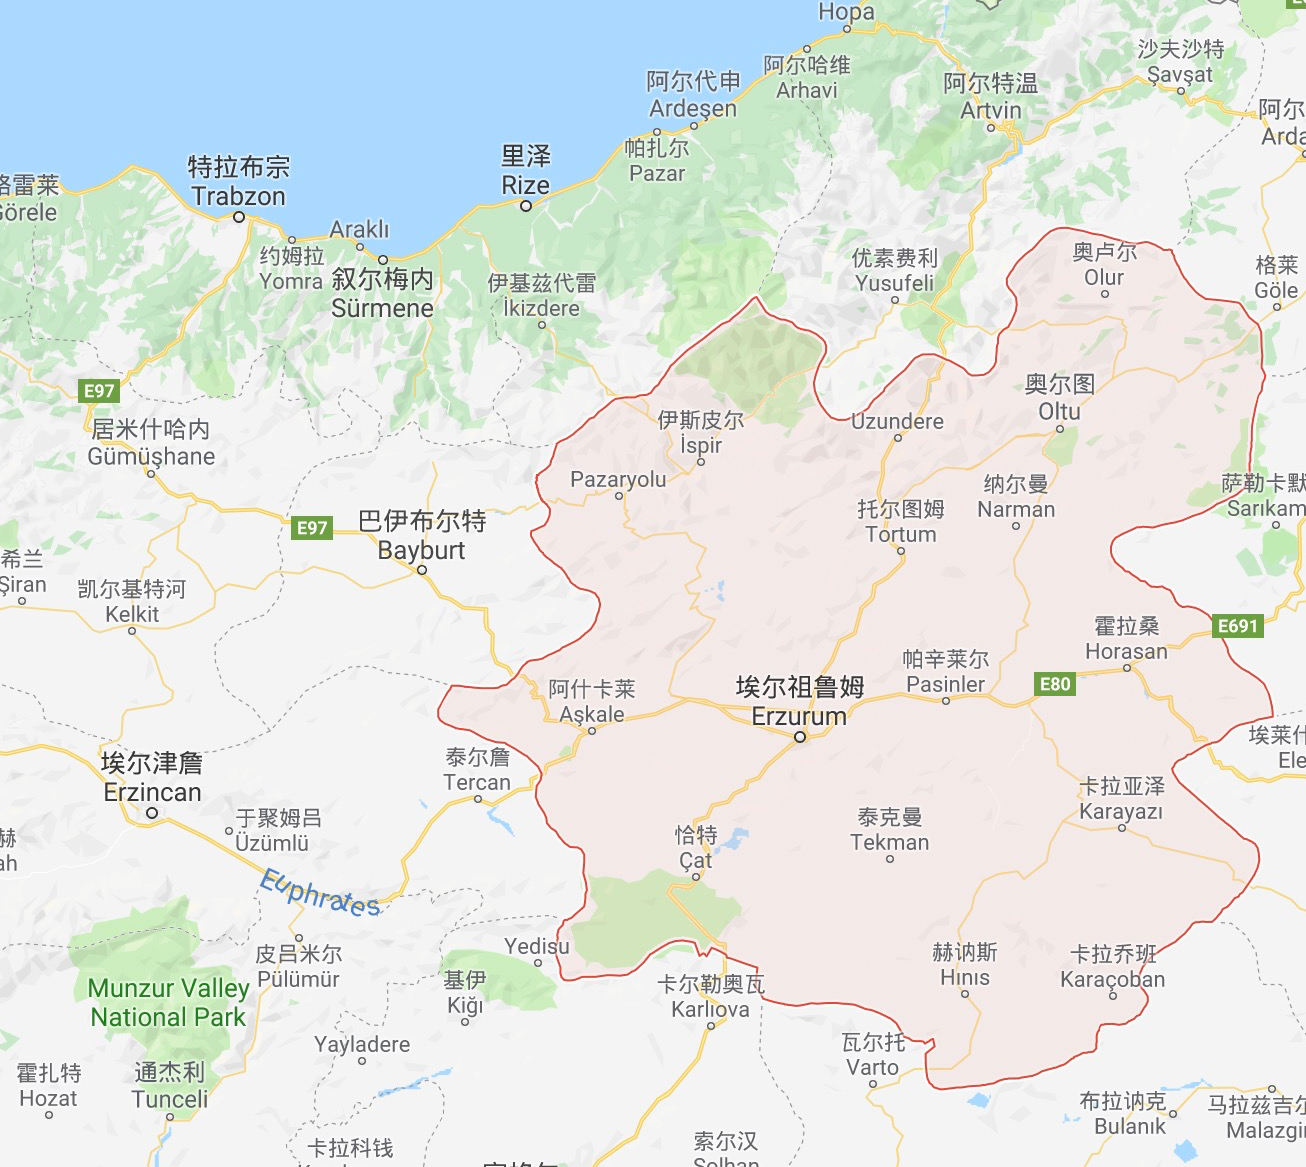 Hopa
沙夫沙特
Şavşat
阿尔哈维
Arhavi
阿尔代申
Ardeşen
阿尔特温
Artvin
阿尔
Arda
帕扎尔
Pazar
里泽
Rize
特拉布宗
Trabzon
格雷莱
Görele
Araklı
约姆拉
Yomra
叙尔梅内
Sürmene
伊基兹代雷
İkizdere
优素费利
Yusufeli
奥卢尔
Olur
格莱
Göle
E97
居米什哈内
Gümüşhane
伊斯皮尔
İspir
Uzundere
奥尔图
Oltu
Pazaryolu
纳尔曼
Narman
萨勒卡默
Sarıkam
E97
巴伊布尔特
Bayburt
托尔图姆
Tortum
希兰
Şiran
凯尔基特河
Kelkit
E691
霍拉桑
Horasan
帕辛莱尔
Pasinler
E80
阿什卡莱
Aşkale
埃尔祖鲁姆
Erzurum
埃莱什
Ele
埃尔津詹
Erzincan
泰尔詹
Tercan
卡拉亚泽
Karayazı
于聚姆吕
Üzümlü
泰克曼
Tekman
恰特
Çat
赫
ah
Euphrates
皮吕米尔
Pülümür
Yedisu
基伊
Kiğı
卡尔勒奥瓦
Karlıova
赫讷斯
Hınıs
卡拉乔班
Karaçoban
Munzur Valley
National Park
Yayladere
瓦尔托
Varto
霍扎特
Hozat
通杰利
Tunceli
布拉讷克
Bulanık
马拉兹吉尔
Malazgir
卡拉科钱
索尔汉
Solhan